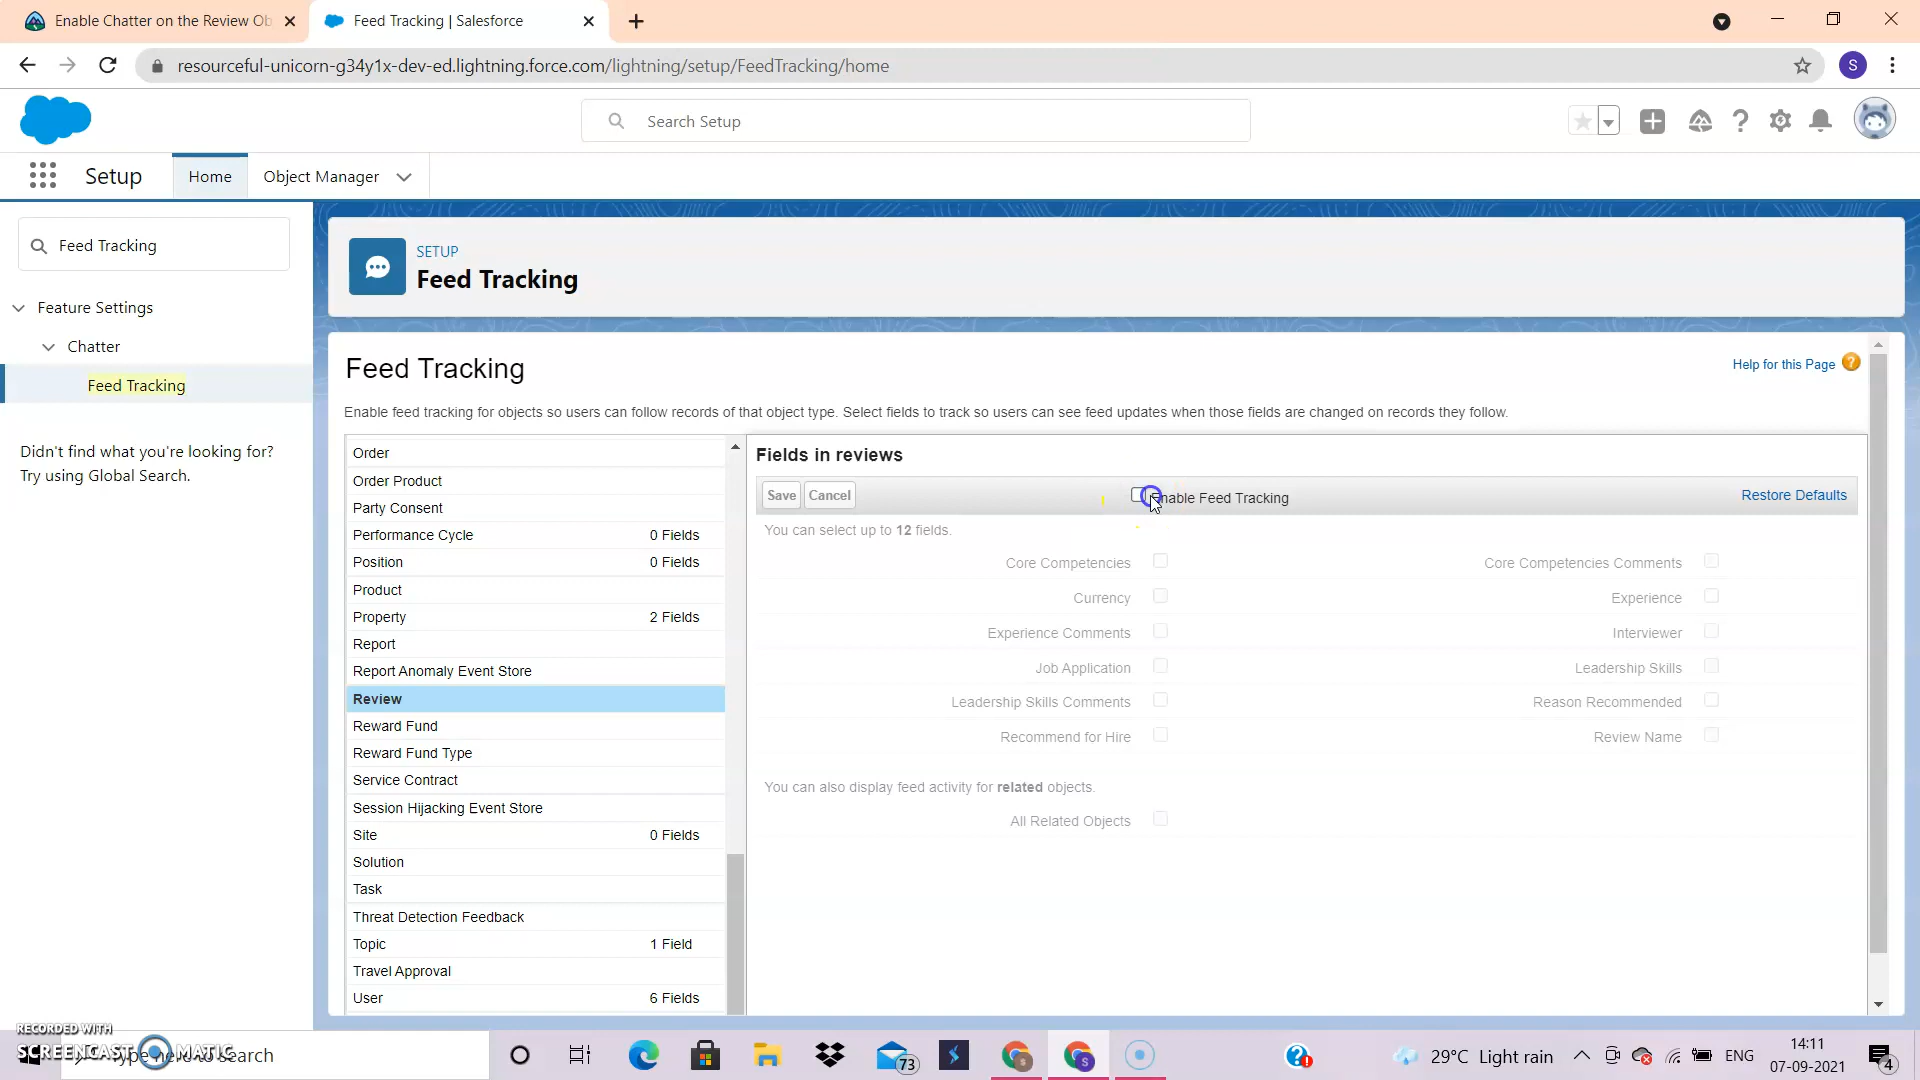 Enable Chatter on the Review Ob
Feed Tracking | Salesforce
resourceful-unicorn-g34y1x-dev-ed.lightning.force.com/lightning/setup/FeedTracking/home
S
Search Setup
Setup
Home
Object Manager
Feed Tracking
Feature Settings
Chatter
Feed Tracking
Didn't find what you're looking for?
Try using Global Search.
SETUP
Feed Tracking
Feed Tracking
Help for this Page
Enable feed tracking for objects so users can follow records of that object type. Select fields to track so users can see feed updates when those fields are changed on records they follow.
Order
Order Product
Party Consent
Performance Cycle 0 Fields
Position 0 Fields
Product
Property 2 Fields
Report
Report Anomaly Event Store
Review
Reward Fund
Reward Fund Type
Service Contract
Session Hijacking Event Store
Site 0 Fields
Solution
Task
Threat Detection Feedback
Topic 1 Field
Travel Approval
User 6 Fields
Fields in reviews
Save Cancel Enable Feed Tracking Restore Defaults
You can select up to 12 fields.
Core Competencies Core Competencies Comments
Currency Experience
Experience Comments Interviewer
Job Application Leadership Skills
Leadership Skills Comments Reason Recommended
Recommend for Hire Review Name
You can also display feed activity for related objects.
All Related Objects
RECORDED WITH
SCREENCAST MATIC
Type here to search
73
29°C Light rain
ENG
14:11
07-09-2021
4